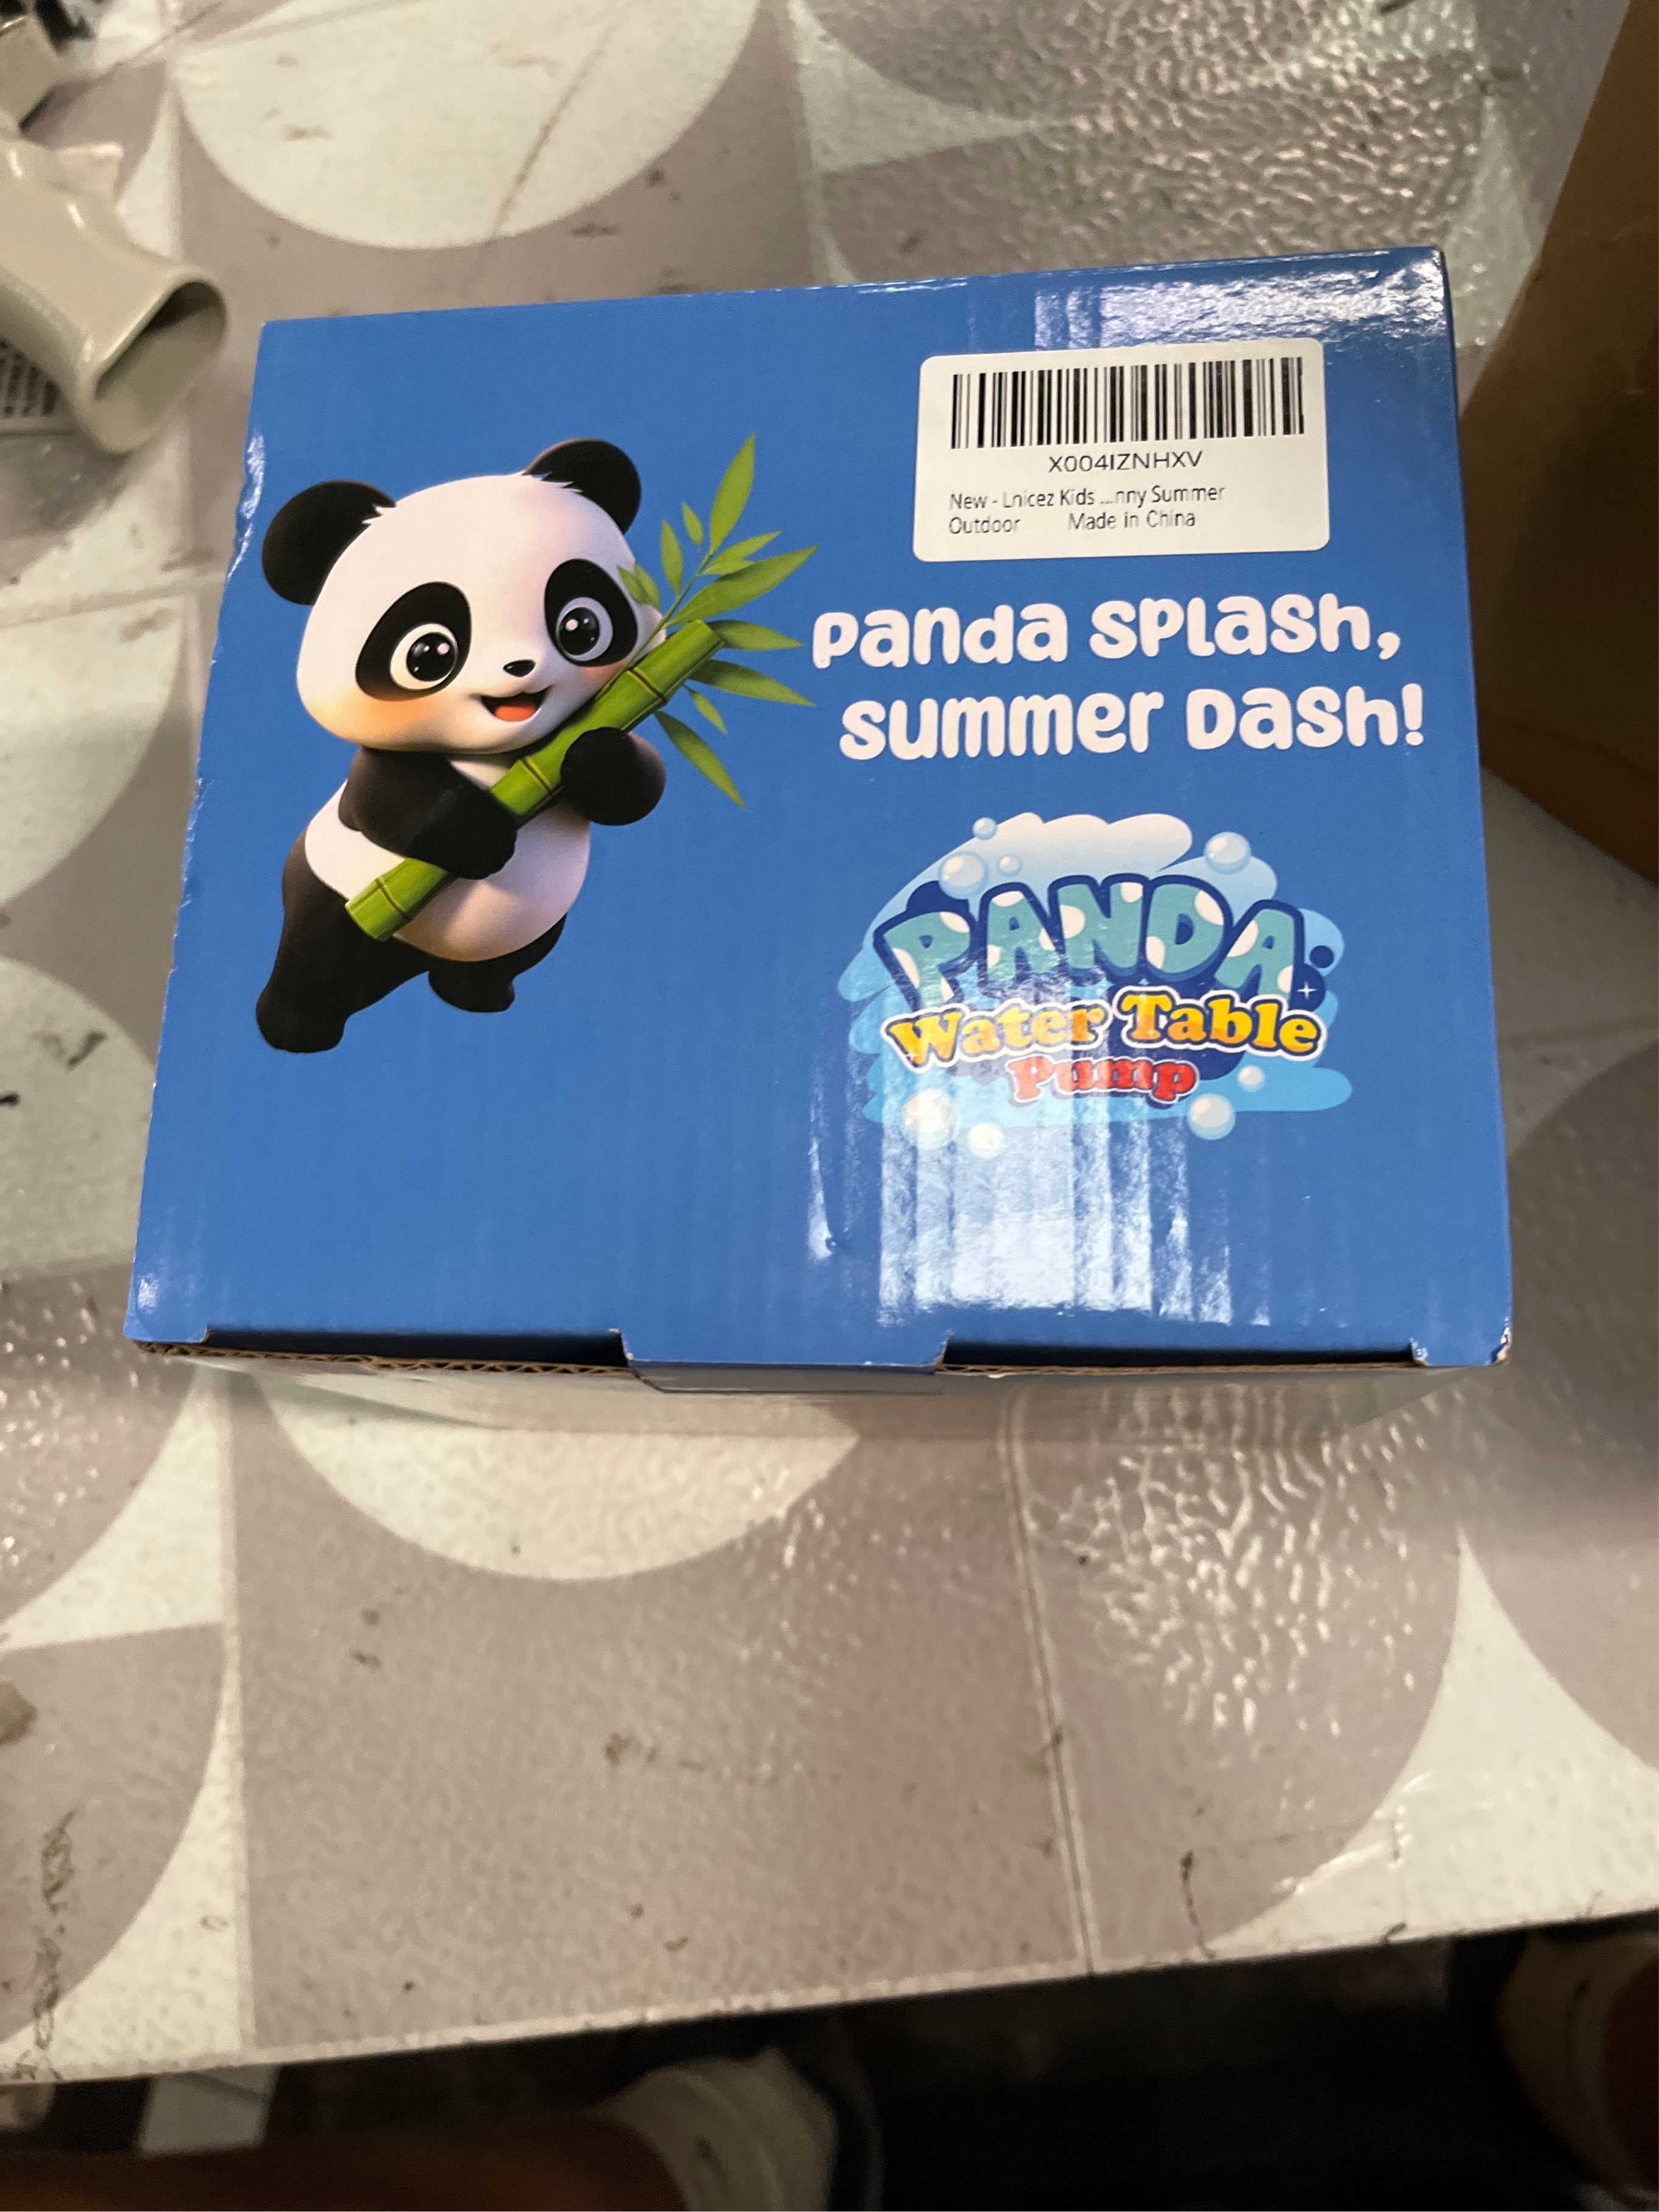 X004IZNHXV
New - Lnicez Kids ...nny Summer
Outdoor Made in China
Panda Splash,
Summer Dash!
PANDA
Water Table
Pump